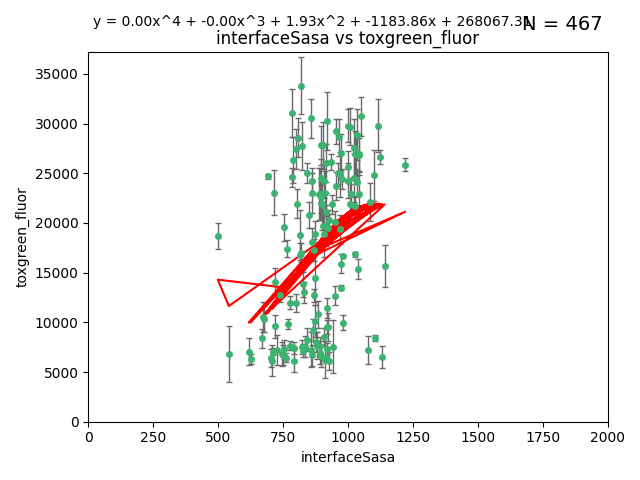 y = 0.00x^4 + -0.00x^3 + 1.93x^2 + -1183.86x + 268067.31
N = 467
interfaceSasa vs toxgreen_fluor
35000
30000
25000
20000
15000
10000
5000
0
toxgreen_fluor
0 250 500 750 1000 1250 1500 1750 2000
interfaceSasa